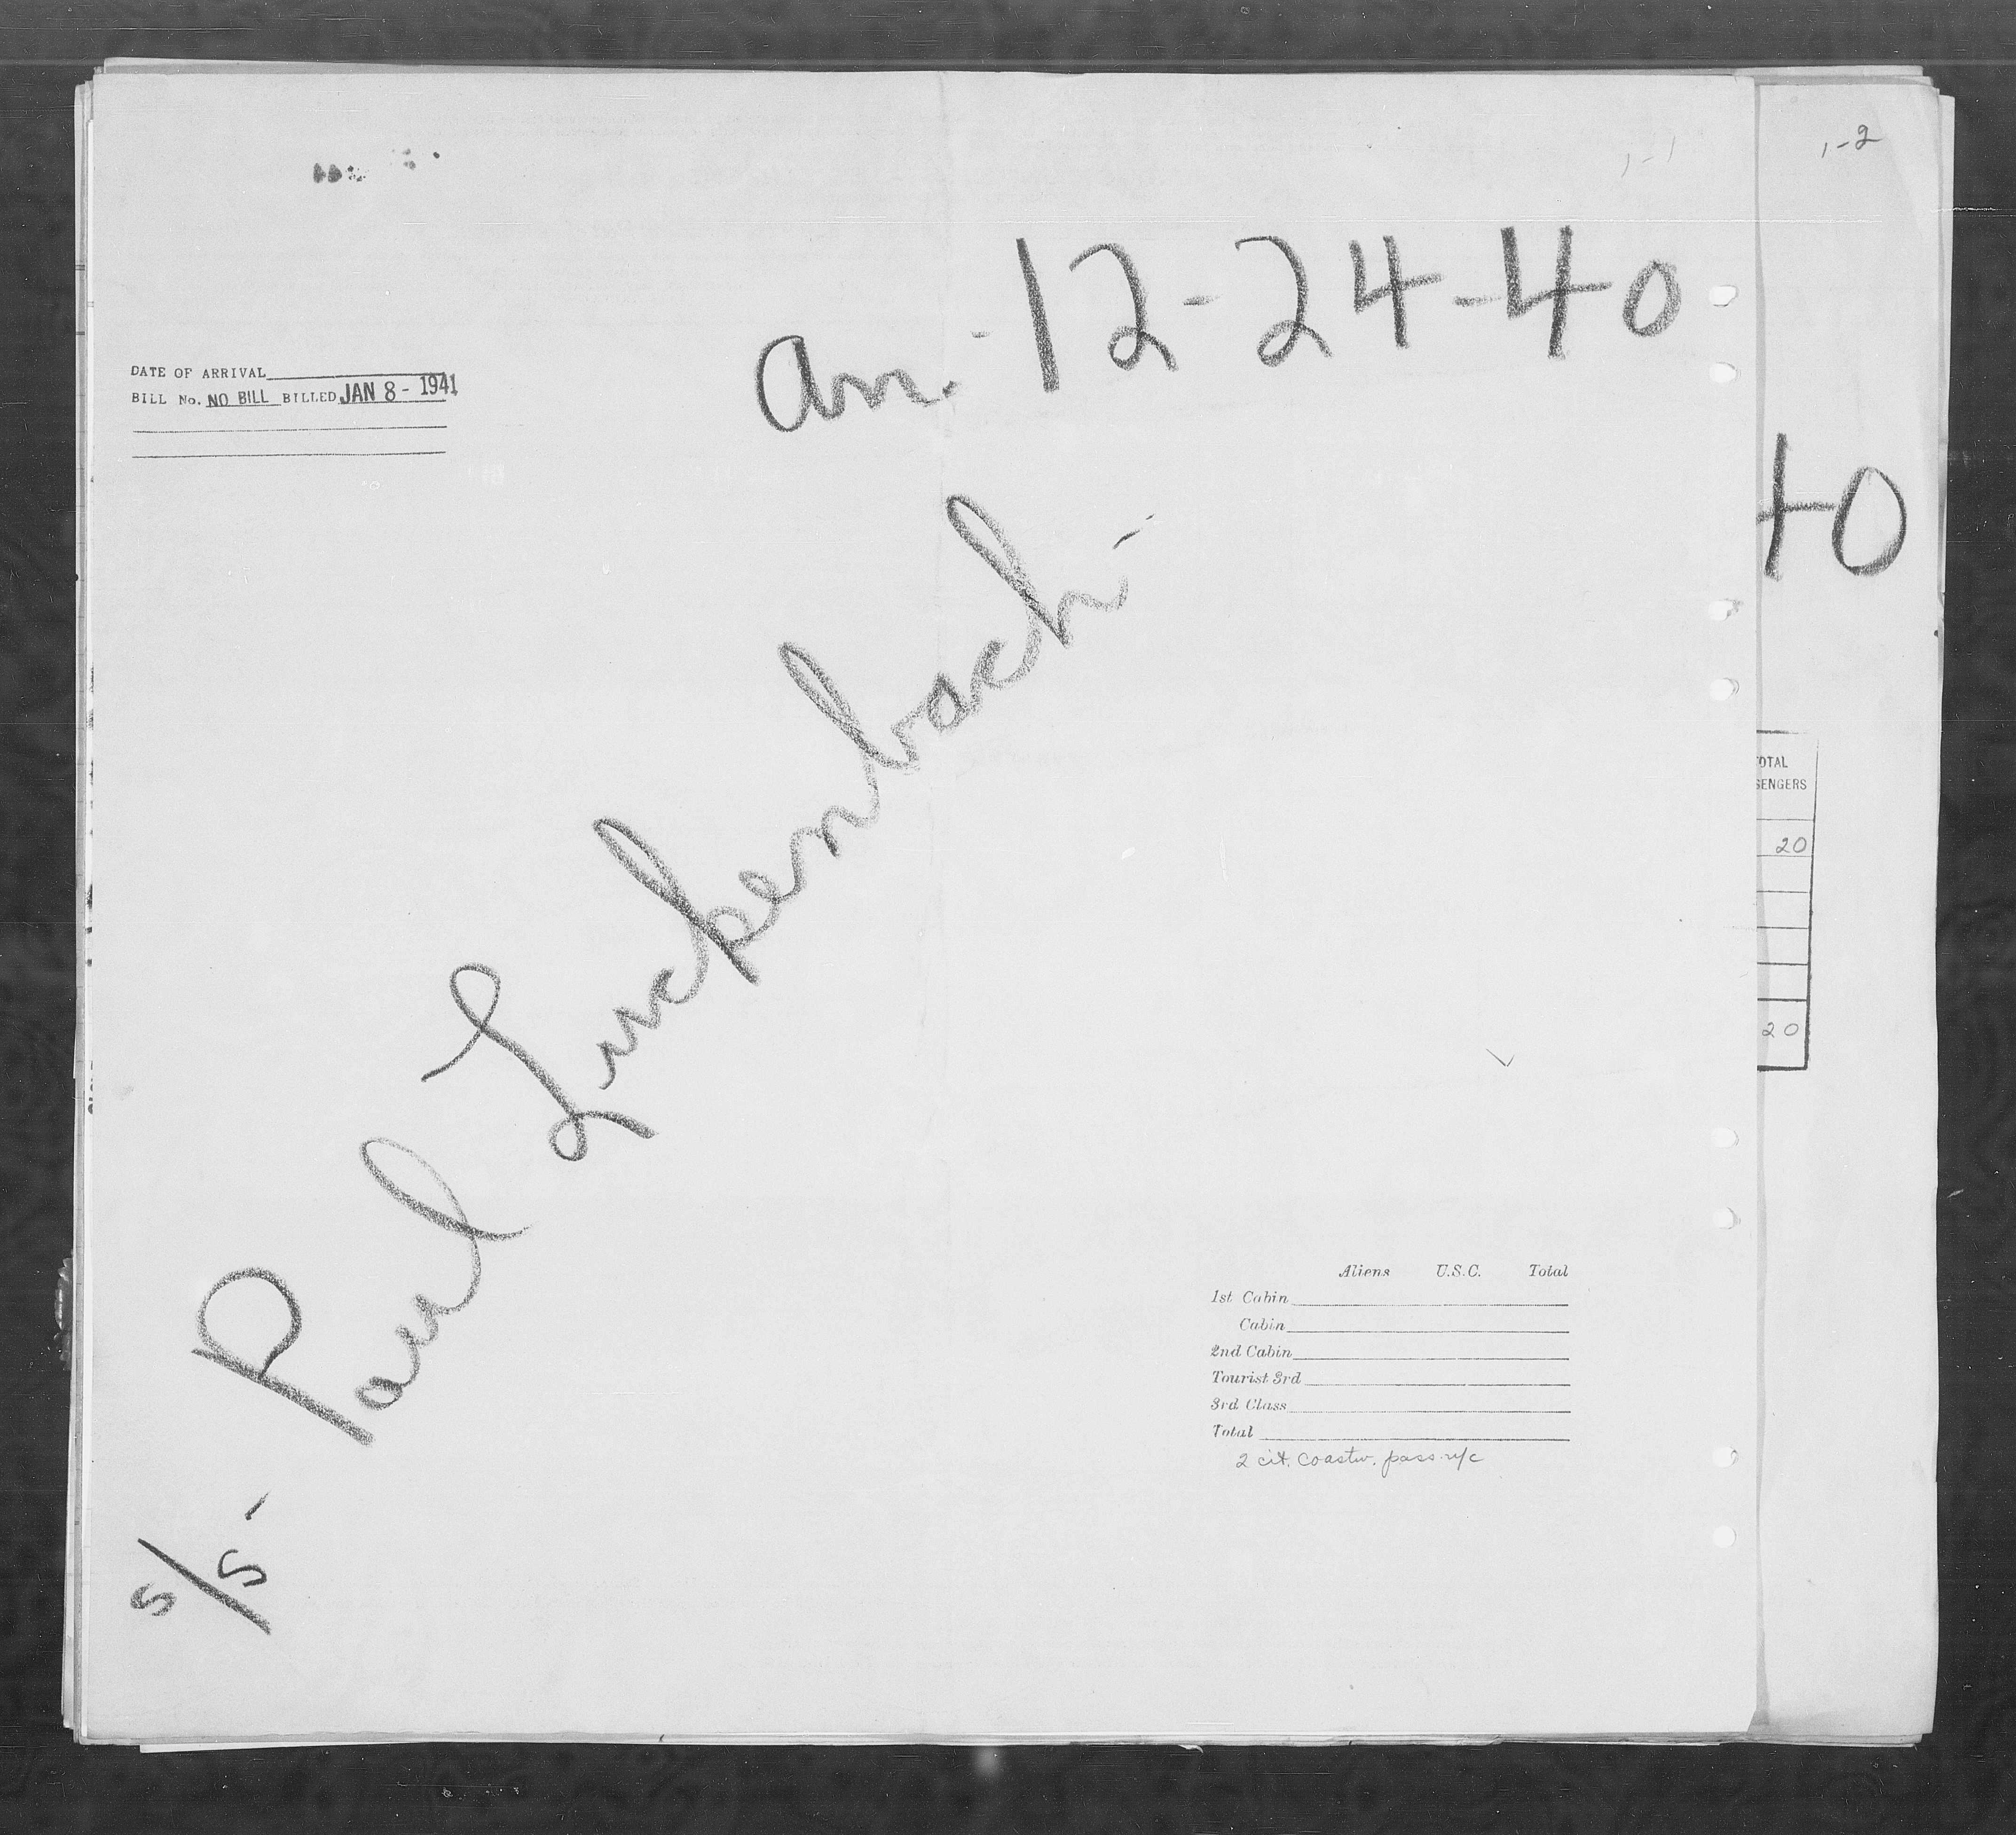 1-1
1-2
Arr. - 12-24-40
DATE OF ARRIVAL
BILL No. NO BILL BILLED JAN 8 - 1941
40
S/S - Paul Luckenbach -
OTAL
SENGERS
20
20
Aliens U.S.C. Total
1st Cabin
Cabin
2nd Cabin
Tourist 3rd
3rd Class
Total
2 cit. coastw. pass. n/c